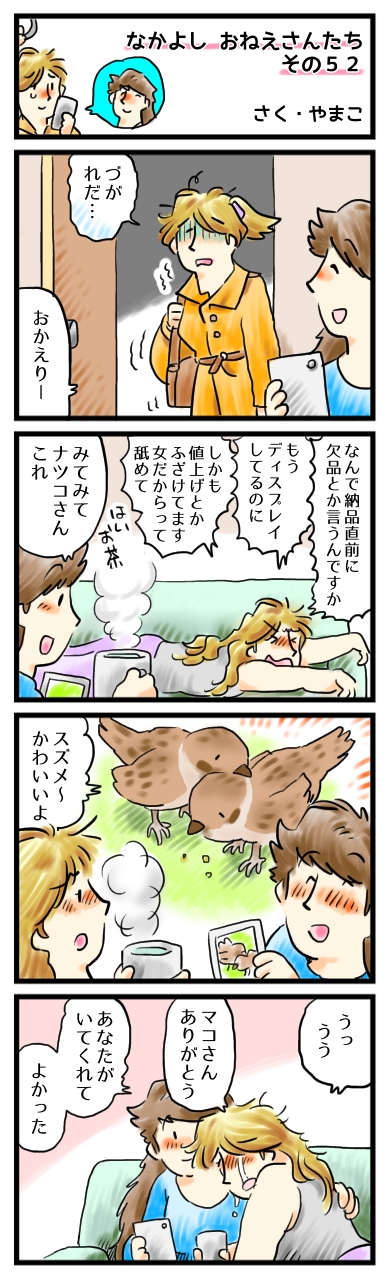 なかよし おねえさんたち
その５２
さく・やまこ
づが
れだ…
おかえりー
なんで納品直前に
欠品とか言うんですか
もう
ディスプレイ
してるのに
しかも
値上げとか
ふざけてます
女だからって
舐めて
みてみて
ナツコさん
これ
はい
お茶
スズメ～
かわいいよ
うっ
うう
マコさん
ありがとう
あなたが
いてくれて
よかった